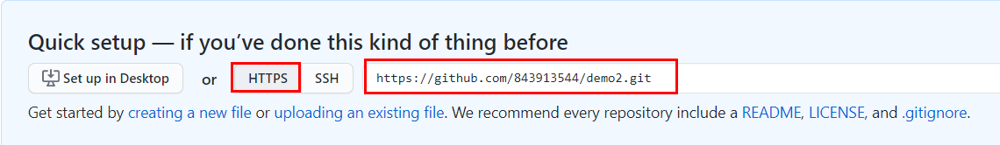 Quick setup — if you’ve done this kind of thing before
Set up in Desktop or HTTPS SSH https://github.com/843913544/demo2.git
Get started by creating a new file or uploading an existing file. We recommend every repository include a README, LICENSE, and .gitignore.